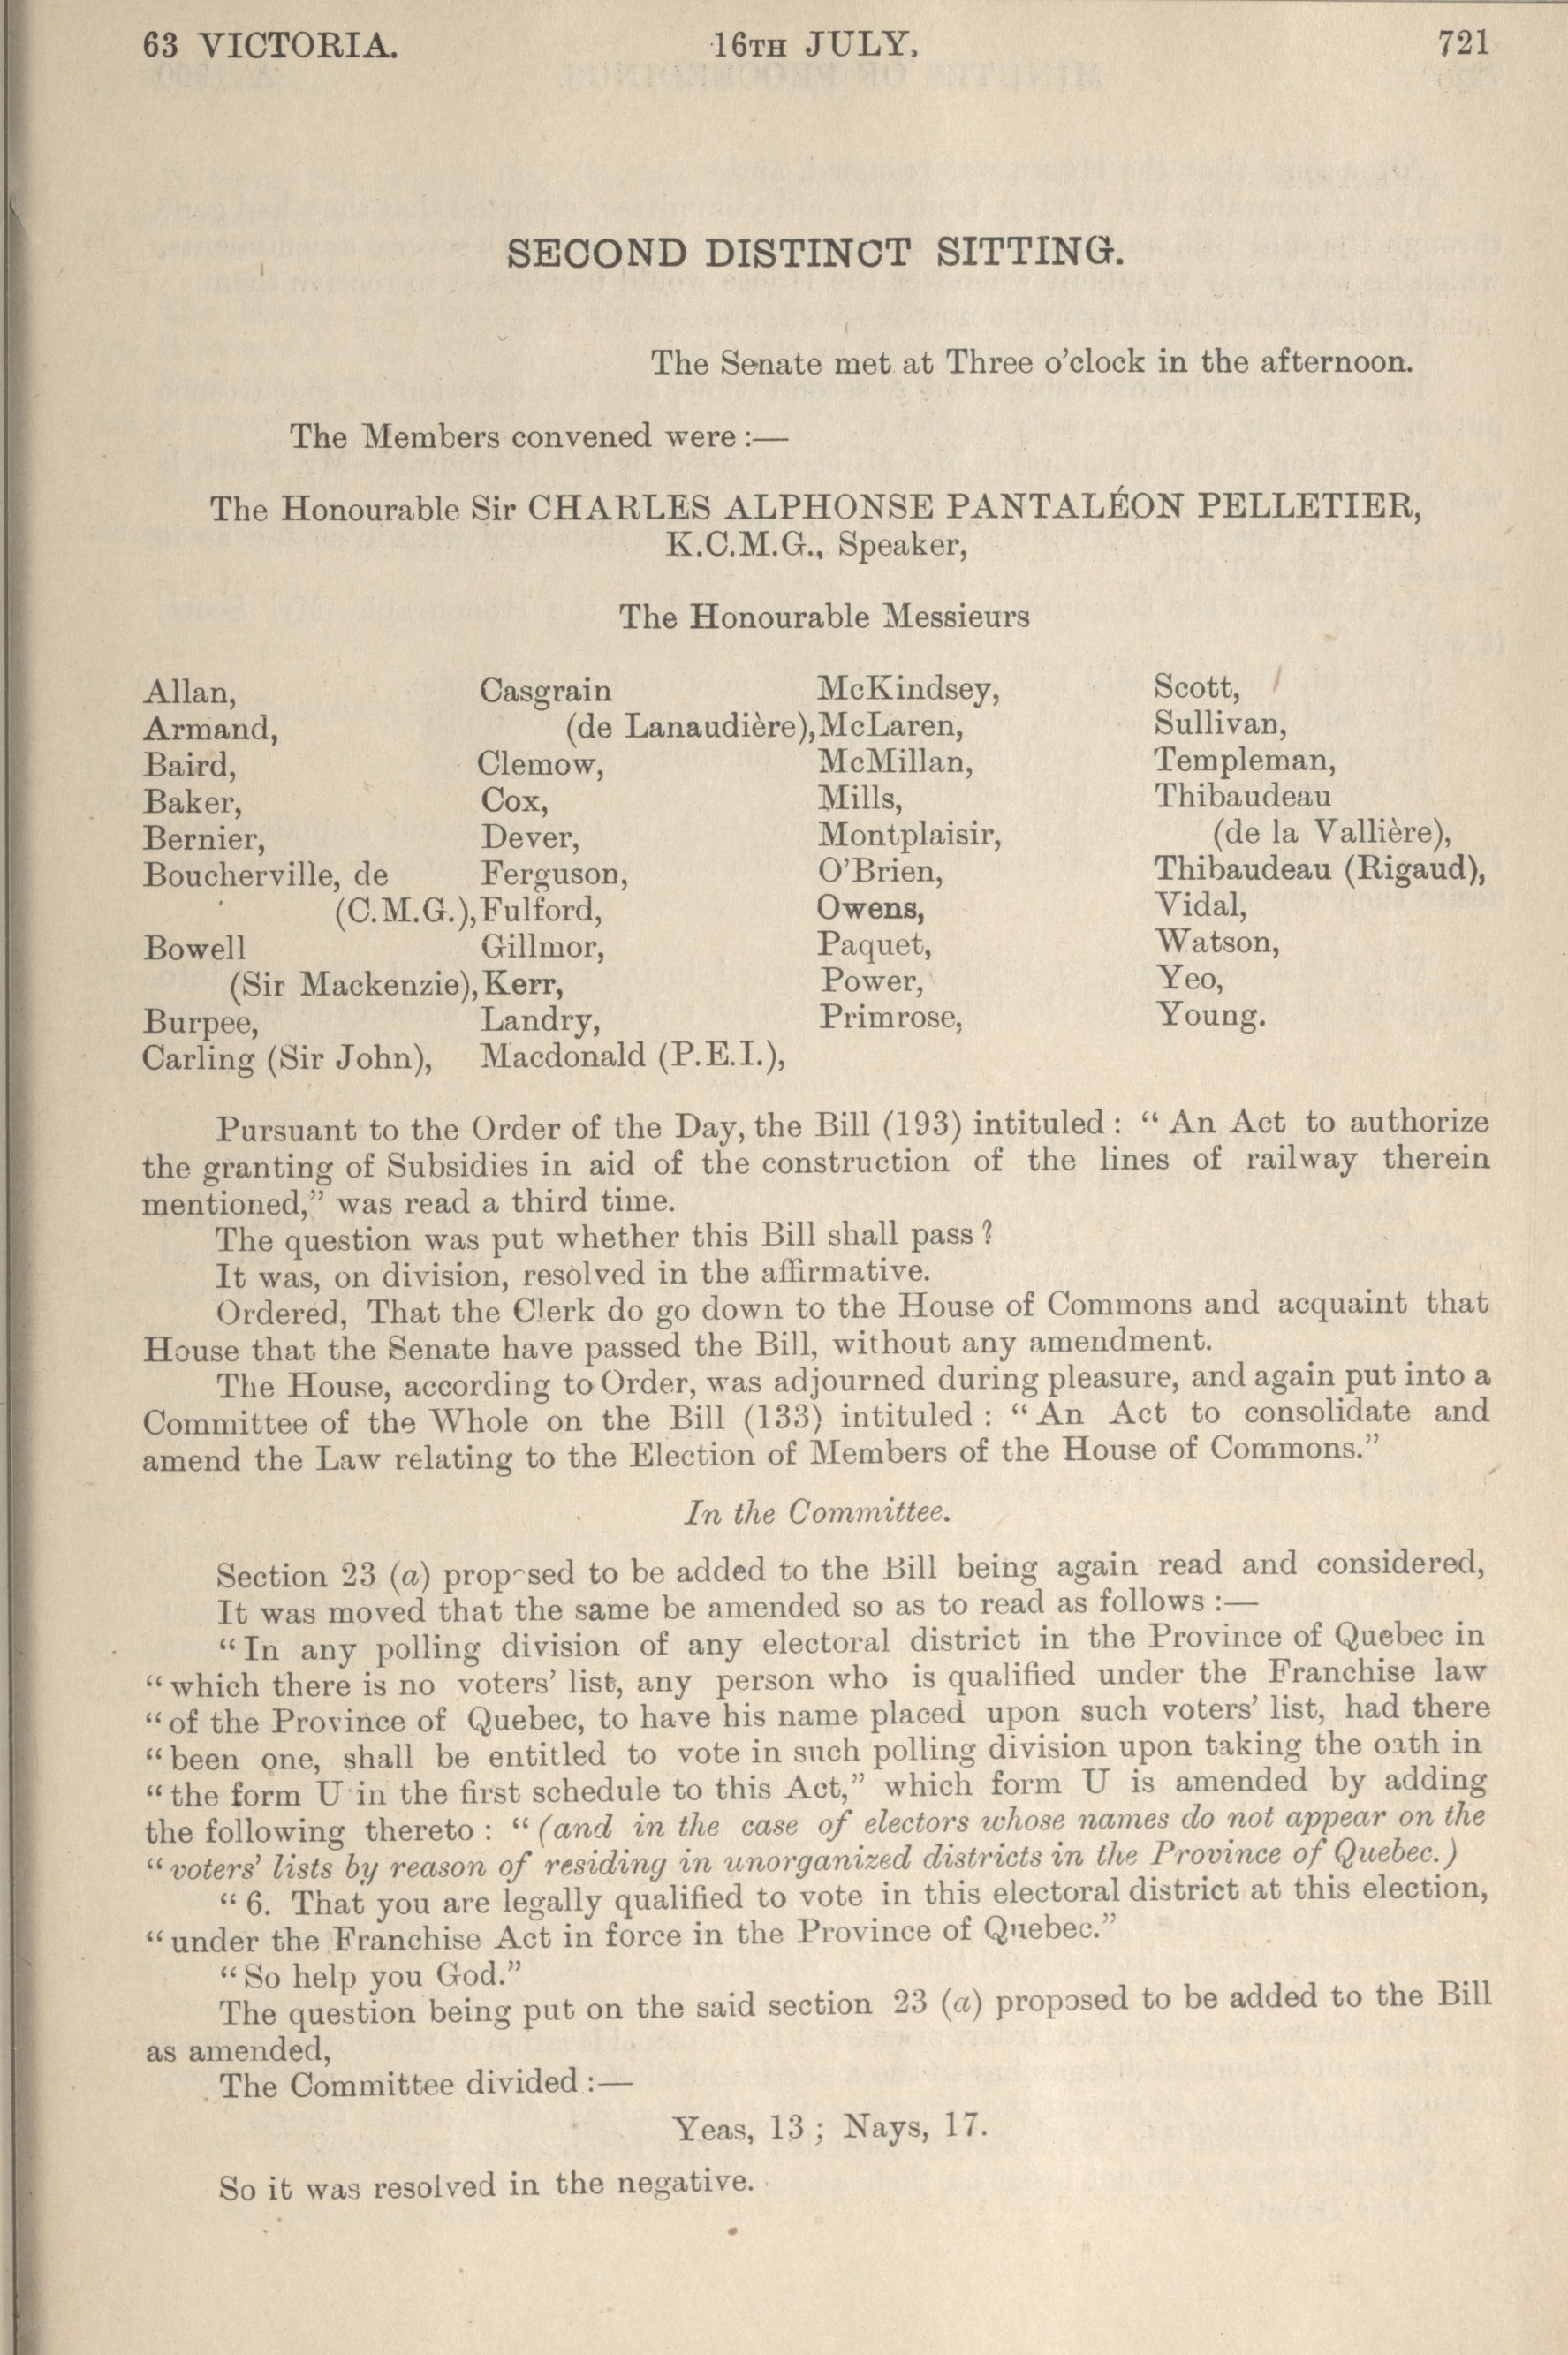 63 VICTORIA. 16TH JULY. 721
SECOND DISTINCT SITTING.
The Senate met at Three o'clock in the afternoon.
The Members convened were :—
The Honourable Sir CHARLES ALPHONSE PANTALÉON PELLETIER,
K.C.M.G., Speaker,
The Honourable Messieurs
Allan,
Armand,
Baird,
Baker,
Bernier,
Boucherville, de
(C.M.G.),
Bowell
(Sir Mackenzie),
Burpee,
Carling (Sir John),
Casgrain
(de Lanaudière),
Clemow,
Cox,
Dever,
Ferguson,
Fulford,
Gillmor,
Kerr,
Landry,
Macdonald (P.E.I.),
McKindsey,
McLaren,
McMillan,
Mills,
Montplaisir,
O'Brien,
Owens,
Paquet,
Power,
Primrose,
Scott,
Sullivan,
Templeman,
Thibaudeau
(de la Vallière),
Thibaudeau (Rigaud),
Vidal,
Watson,
Yeo,
Young.
Pursuant to the Order of the Day, the Bill (193) intituled : " An Act to authorize
the granting of Subsidies in aid of the construction of the lines of railway therein
mentioned," was read a third time.
The question was put whether this Bill shall pass ?
It was, on division, resolved in the affirmative.
Ordered, That the Clerk do go down to the House of Commons and acquaint that
House that the Senate have passed the Bill, without any amendment.
The House, according to Order, was adjourned during pleasure, and again put into a
Committee of the Whole on the Bill (133) intituled : " An Act to consolidate and
amend the Law relating to the Election of Members of the House of Commons."
In the Committee.
Section 23 (a) proposed to be added to the Bill being again read and considered,
It was moved that the same be amended so as to read as follows :—
" In any polling division of any electoral district in the Province of Quebec in
" which there is no voters' list, any person who is qualified under the Franchise law
" of the Province of Quebec, to have his name placed upon such voters' list, had there
" been one, shall be entitled to vote in such polling division upon taking the oath in
" the form U in the first schedule to this Act," which form U is amended by adding
the following thereto : " (and in the case of electors whose names do not appear on the
" voters' lists by reason of residing in unorganized districts in the Province of Quebec.)
" 6. That you are legally qualified to vote in this electoral district at this election,
" under the Franchise Act in force in the Province of Quebec."
" So help you God."
The question being put on the said section 23 (a) proposed to be added to the Bill
as amended,
The Committee divided :—
Yeas, 13 ; Nays, 17.
So it was resolved in the negative.